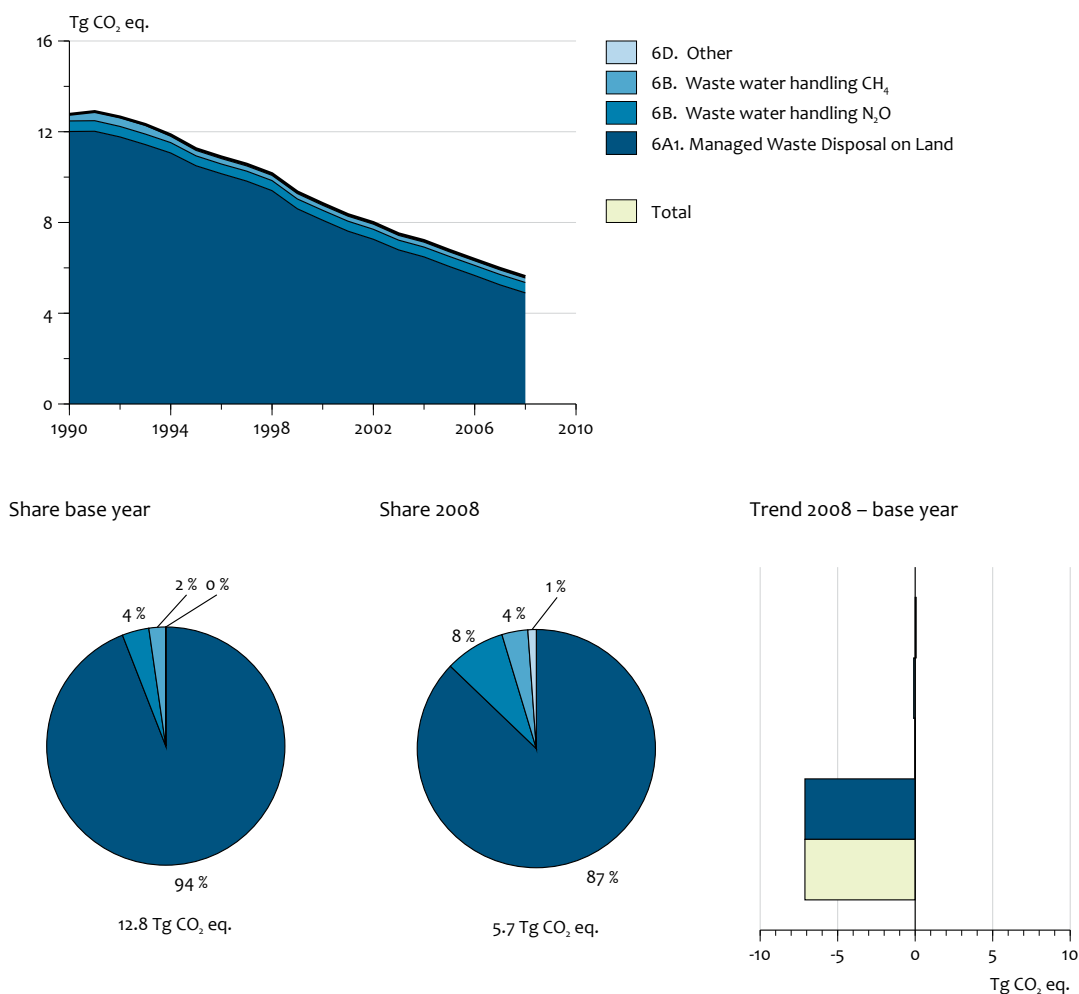 Tg CO₂ eq.
16
12
8
4
0
1990 1994 1998 2002 2006 2010
6D. Other
6B. Waste water handling CH₄
6B. Waste water handling N₂O
6A1. Managed Waste Disposal on Land
Total
Share base year
2 % 0 %
4 %
94 %
12.8 Tg CO₂ eq.
Share 2008
1 %
4 %
8 %
87 %
5.7 Tg CO₂ eq.
Trend 2008 – base year
-10 -5 0 5 10
Tg CO₂ eq.